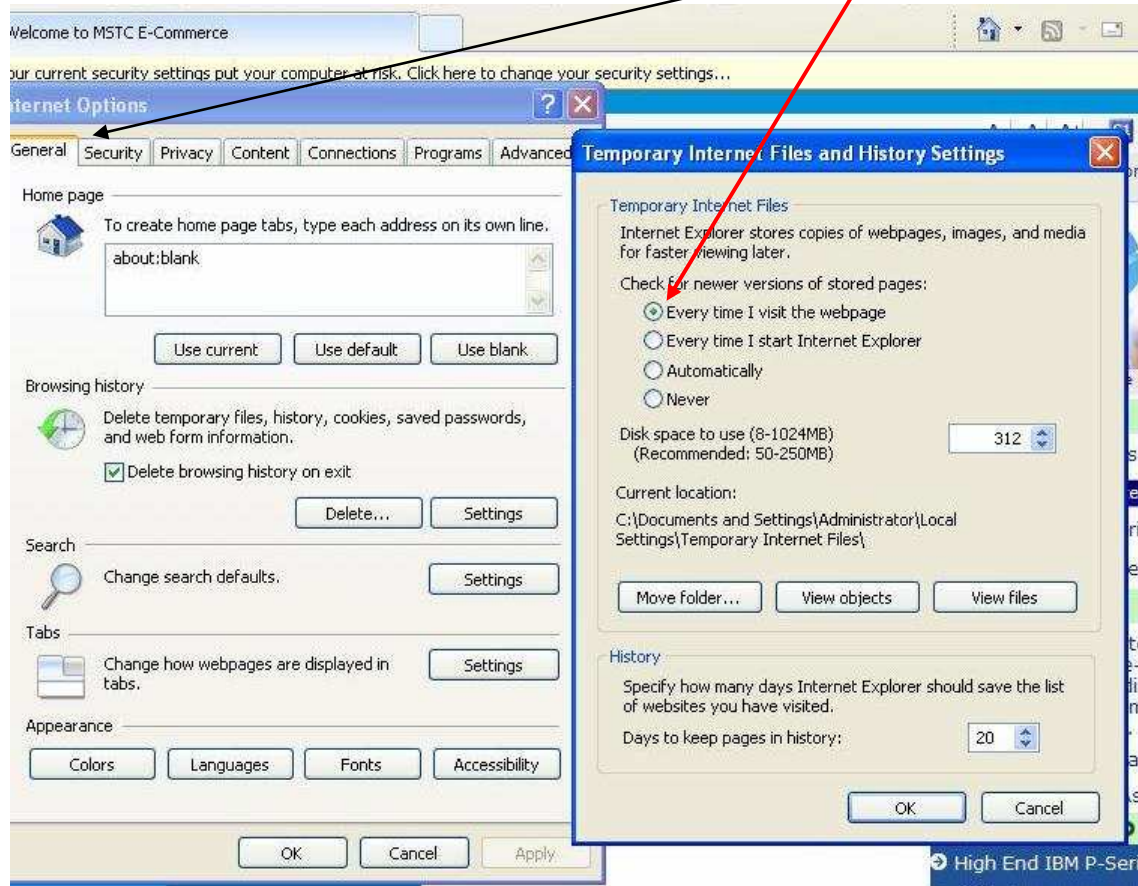 Welcome to MSTC E-Commerce
our current security settings put your computer at risk. Click here to change your security settings...
Internet Options
General Security Privacy Content Connections Programs Advanced
Home page
To create home page tabs, type each address on its own line.
about:blank
Use current Use default Use blank
Browsing history
Delete temporary files, history, cookies, saved passwords,
and web form information.
Delete browsing history on exit
Delete... Settings
Search
Change search defaults.
Settings
Tabs
Change how webpages are displayed in
tabs.
Settings
Appearance
Colors Languages Fonts Accessibility
OK Cancel Apply
Temporary Internet Files and History Settings
Temporary Internet Files
Internet Explorer stores copies of webpages, images, and media
for faster viewing later.
Check for newer versions of stored pages:
Every time I visit the webpage
Every time I start Internet Explorer
Automatically
Never
Disk space to use (8-1024MB)
(Recommended: 50-250MB)
312
Current location:
C:\Documents and Settings\Administrator\Local
Settings\Temporary Internet Files\
Move folder... View objects View files
History
Specify how many days Internet Explorer should save the list
of websites you have visited.
Days to keep pages in history:
20
OK Cancel
High End IBM P-Seri